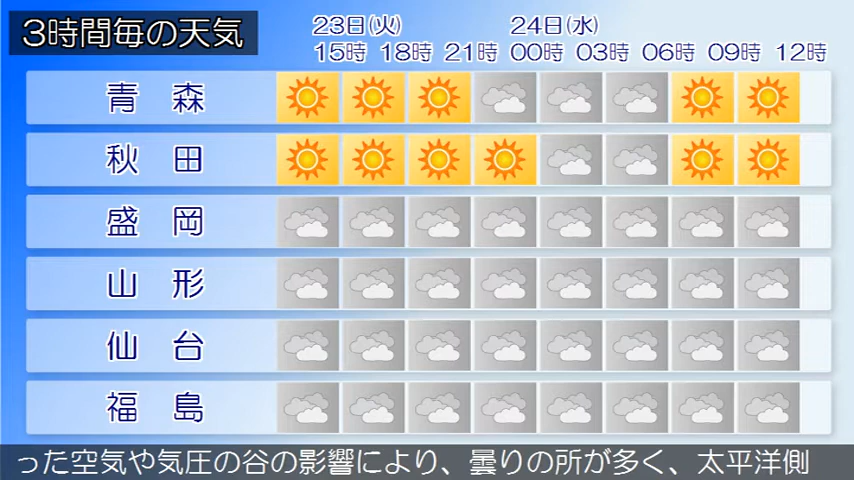 3時間毎の天気
23日(火) 24日(水)
15時 18時 21時 00時 03時 06時 09時 12時
青 森
秋 田
盛 岡
山 形
仙 台
福 島
った空気や気圧の谷の影響により、曇りの所が多く、太平洋側